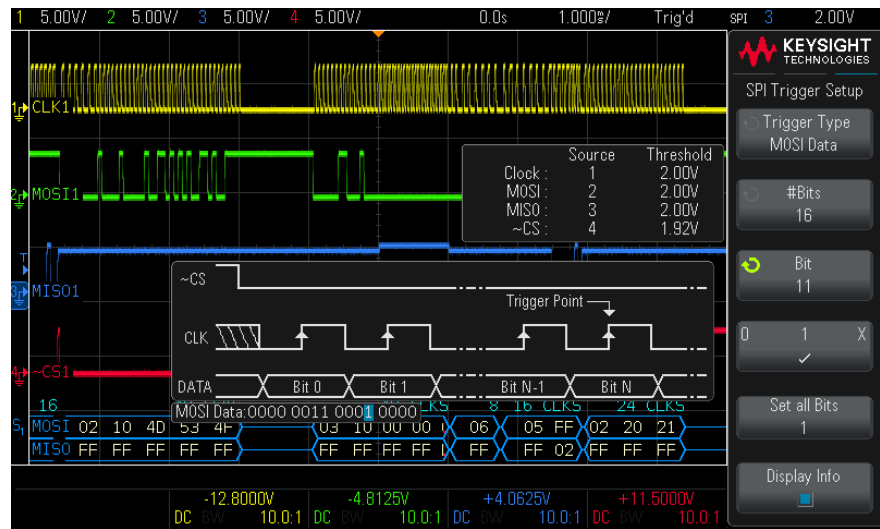 1 5.00V/ 2 5.00V/ 3 5.00V/ 4 5.00V/ 0.0s 1.000s/ Trig'd SPI 3 2.00V
KEYSIGHT
TECHNOLOGIES
SPI Trigger Setup
Trigger Type
MOSI Data
#Bits
16
Bit
11
0 1 X
Set all Bits
1
Display Info
CLK1
MOSI1
MISO1
~CS1
Source Threshold
Clock : 1 2.00V
MOSI : 2 2.00V
MISO : 3 2.00V
~CS : 4 1.92V
~CS
Trigger Point
CLK
DATA Bit 0 Bit 1 Bit N-1 Bit N
MOSI Data:0000 0011 0001 0000
16 CLKS 8 16 CLKS 24 CLKS
S1 MOSI 02 10 4D 53 4F 03 10 00 00 06 05 FF 02 20 21
MISO FF FF FF FF FF FF FF FF FF FF FF 02 FF FF FF
-12.8000V -4.8125V +4.0625V +11.5000V
DC BW 10.0:1 DC BW 10.0:1 DC BW 10.0:1 DC BW 10.0:1